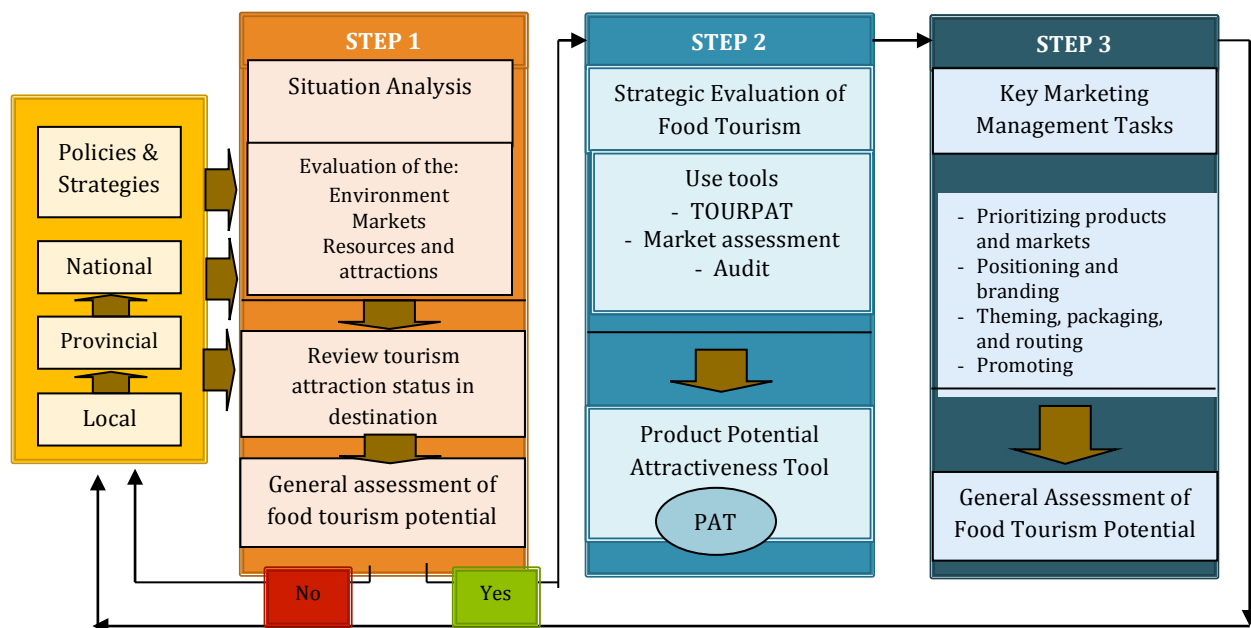 Policies &
Strategies
National
Provincial
Local
STEP 1
Situation Analysis
Evaluation of the:
Environment
Markets
Resources and
attractions
Review tourism
attraction status in
destination
General assessment of
food tourism potential
No
Yes
STEP 2
Strategic Evaluation of
Food Tourism
Use tools
- TOURPAT
- Market assessment
- Audit
Product Potential
Attractiveness Tool
PAT
STEP 3
Key Marketing
Management Tasks
- Prioritizing products
and markets
- Positioning and
branding
- Theming, packaging,
and routing
- Promoting
General Assessment of
Food Tourism Potential